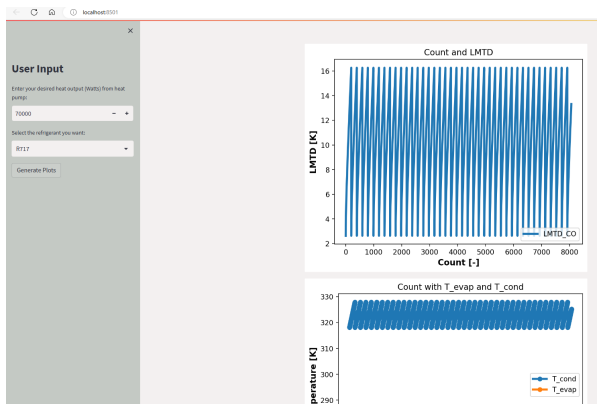 localhost:8501
×
User Input
Enter your desired heat output (Watts) from heat
pump:
70000
− +
Select the refrigerant you want:
R717
Generate Plots
Count and LMTD
LMTD [K]
16
14
12
10
8
6
4
2
0 1000 2000 3000 4000 5000 6000 7000 8000
LMTD_CO
Count [-]
Count with T_evap and T_cond
perature [K]
330
320
310
300
290
T_cond
T_evap